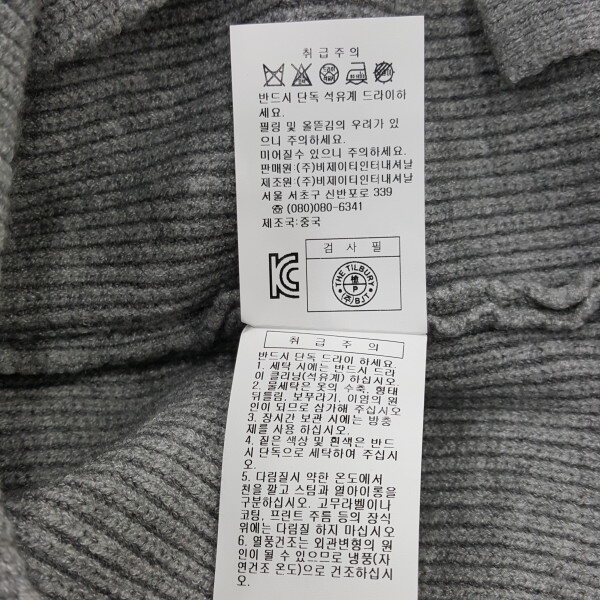 취급주의
반드시 단독 석유계 드라이하
세요.
필링 및 올뜯김의 우려가 있
으니 주의하세요.
미어질수 있으니 주의하세요.
판매원:(주)비제이티인터내셔날
제조원:(주)비제이티인터내셔날
서울 서초구 신반포로 339
☎(080)080-6341
제조국:중국
검 사 필
THE TILBURY
P
(주)BJT
취 급 주 의
반드시 단독 드라이 하세요.
1. 세탁 시에는 반드시 드라
이 클리닝(석유계) 하십시오.
2. 물세탁은 옷의 수축, 형태
뒤틀림, 보푸라기, 이염의 원
인이 되므로 삼가해 주십시오
3. 장시간 보관 시에는 방충
제를 사용 하십시오.
4. 짙은 색상 및 흰색은 반드
시 단독으로 세탁하여 주십시
오.
5. 다림질시 약한 온도에서
천을 깔고 스팀과 열아이롱을
구분하십시오. 고무라벨이나
코팅, 프린트 주름 등의 장식
위에는 다림질 하지 마십시오
6. 열풍건조는 외관변형의 원
인이 될 수 있으므로 냉풍(자
연건조 온도)으로 건조하십시
오.